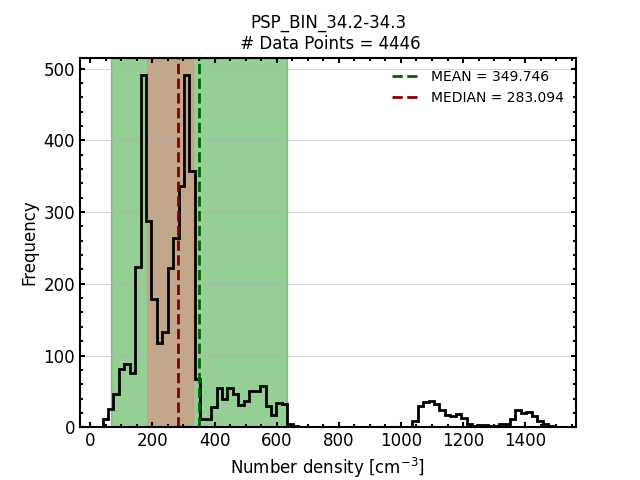 PSP_BIN_34.2-34.3
# Data Points = 4446
MEAN = 349.746
MEDIAN = 283.094
Frequency
500
400
300
200
100
0
0 200 400 600 800 1000 1200 1400
Number density [cm⁻³]